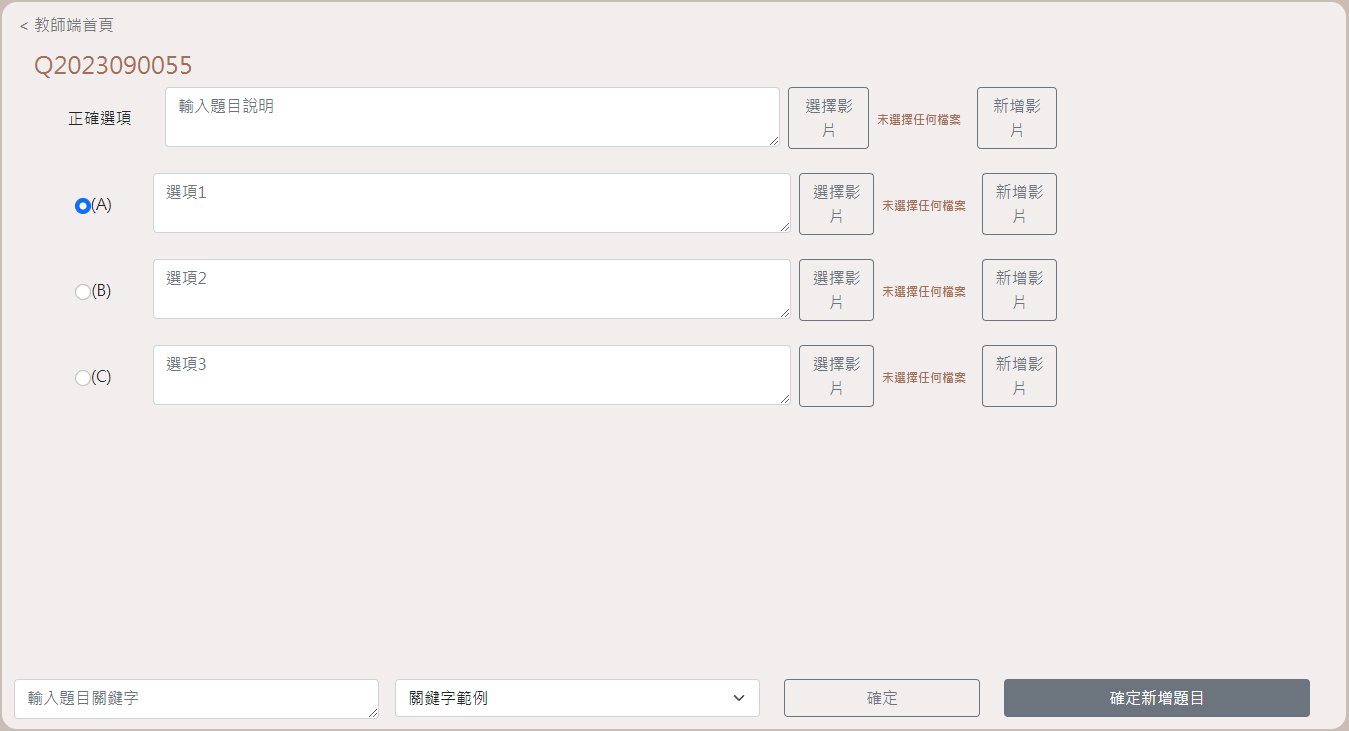 < 教師端首頁
Q2023090055
正確選項 輸入題目說明 選擇影片 未選擇任何檔案 新增影片
(A) 選項1 選擇影片 未選擇任何檔案 新增影片
(B) 選項2 選擇影片 未選擇任何檔案 新增影片
(C) 選項3 選擇影片 未選擇任何檔案 新增影片
輸入題目關鍵字 關鍵字範例 確定 確定新增題目